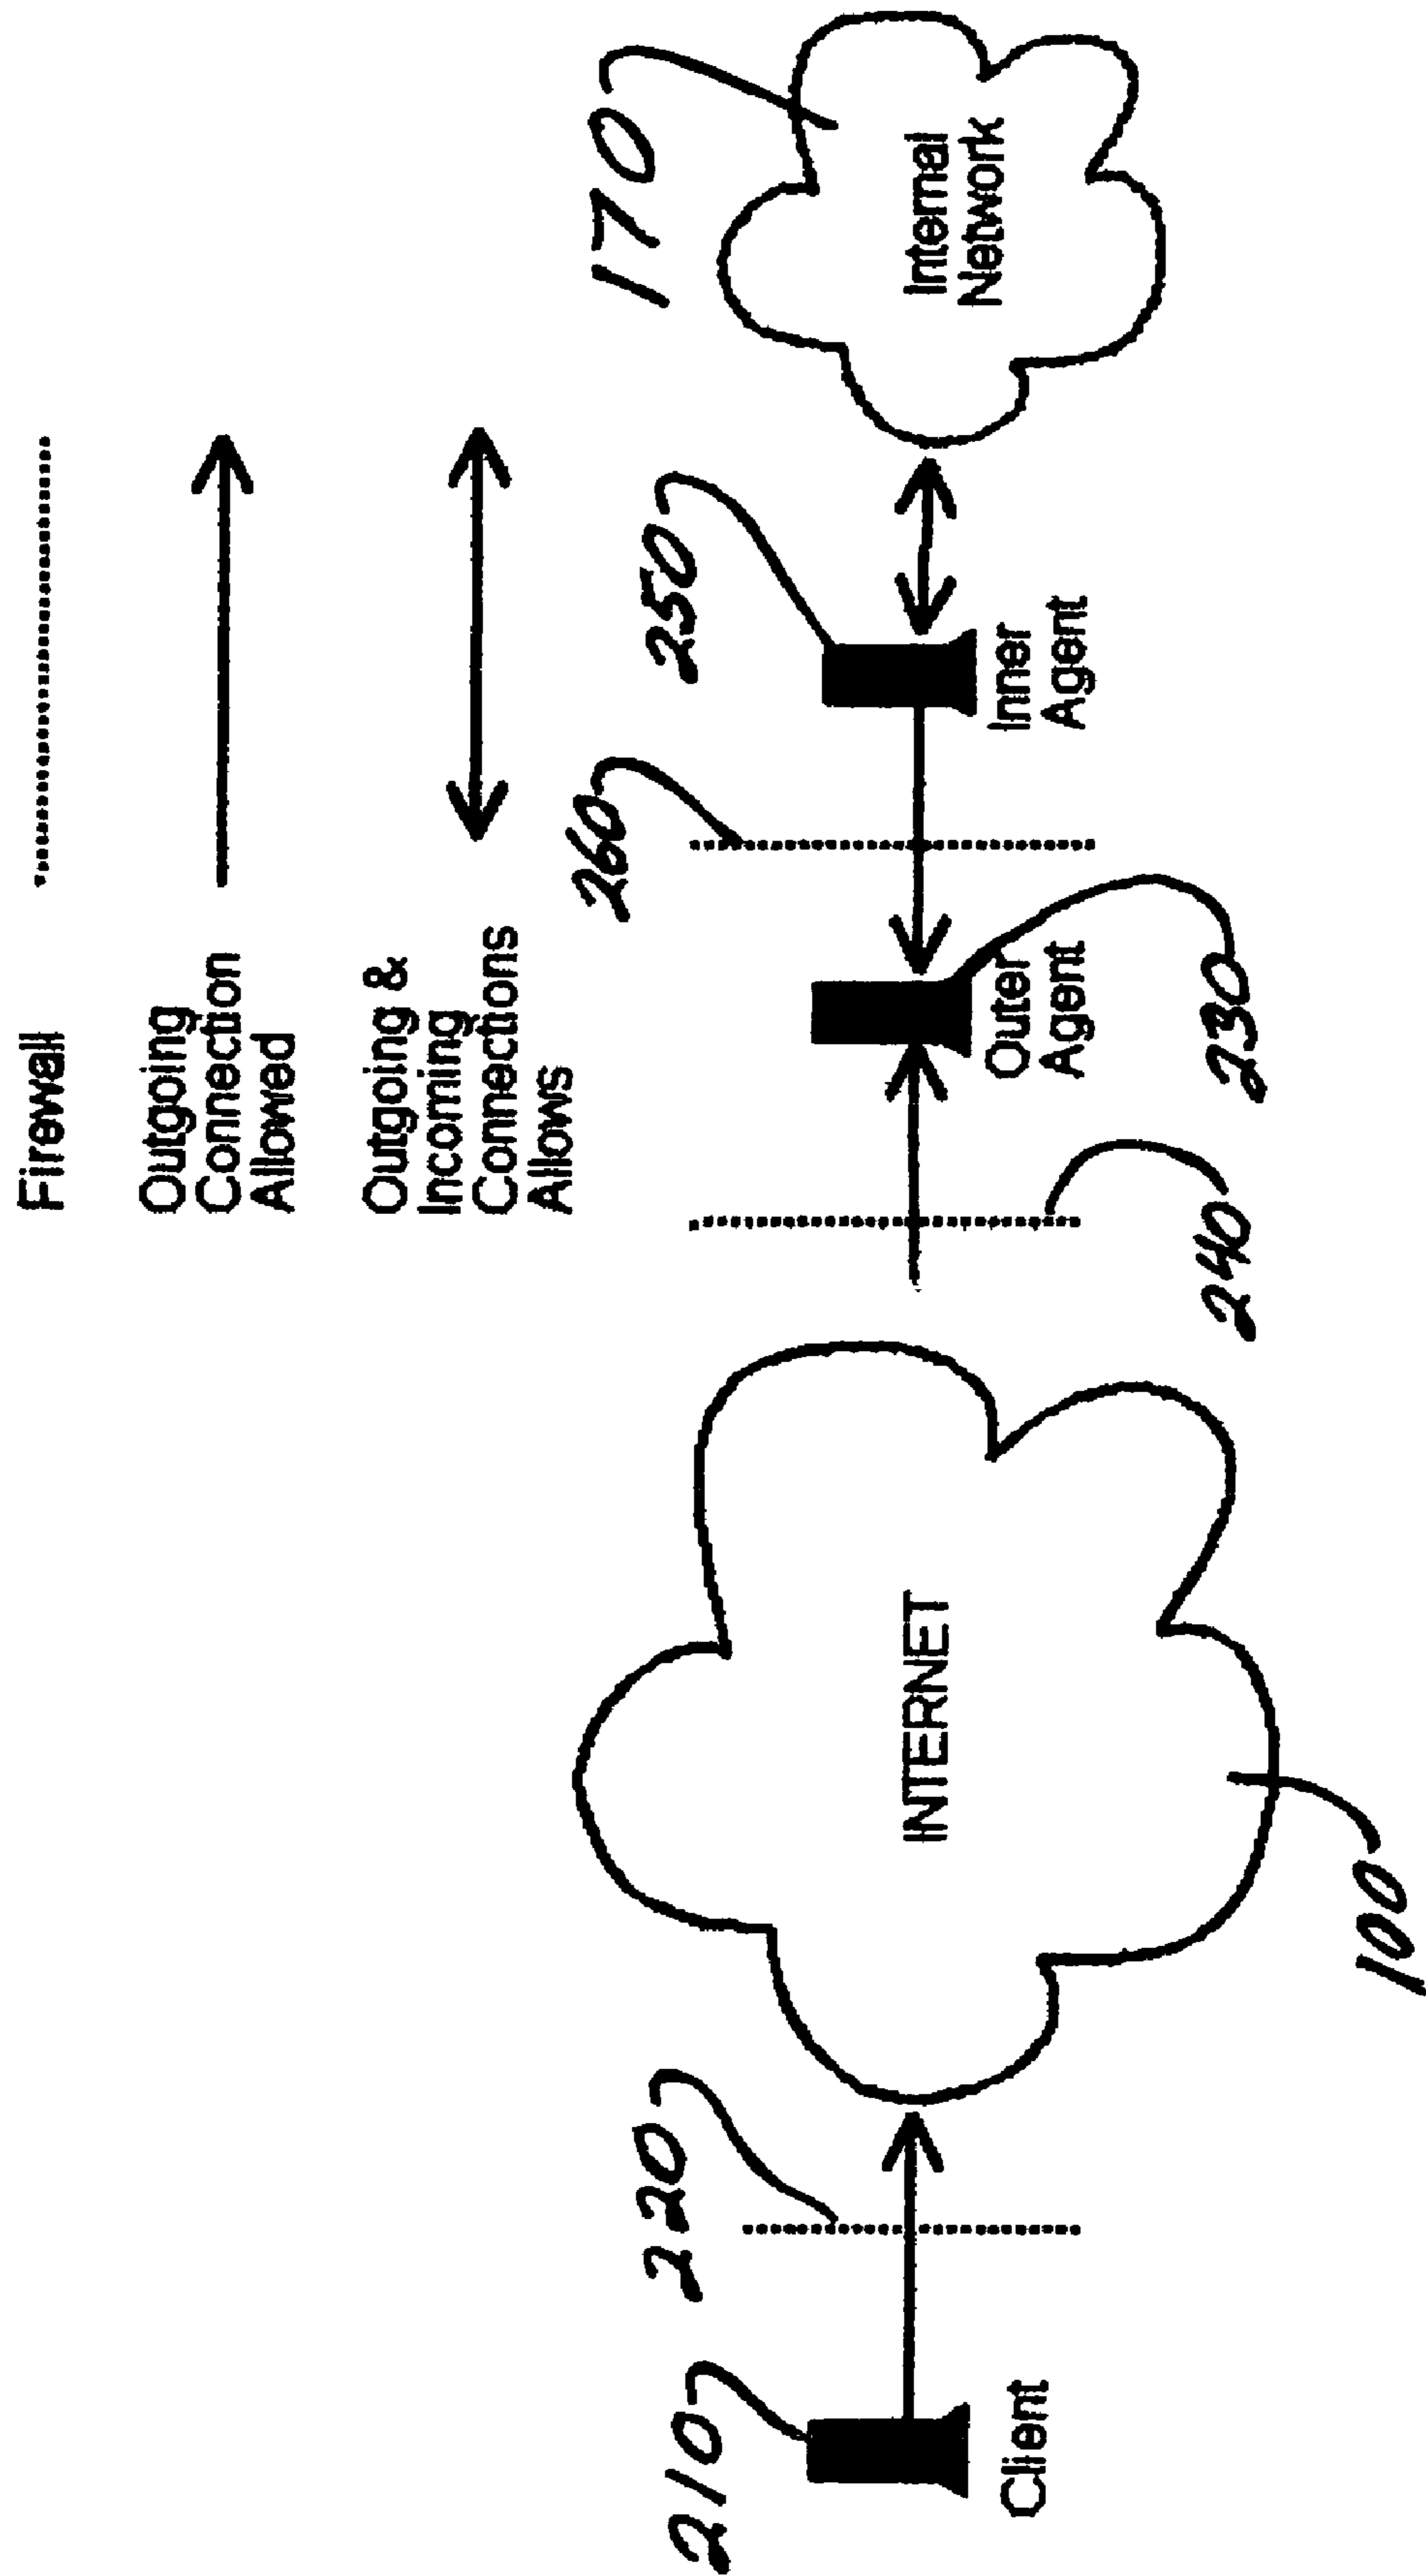 Firewall
Outgoing
Connection
Allowed
Outgoing &
Incoming
Connections
Allows
210
220
260
250
170
Client
INTERNET
Outer
Agent
Inner
Agent
Internal
Network
100
240
230